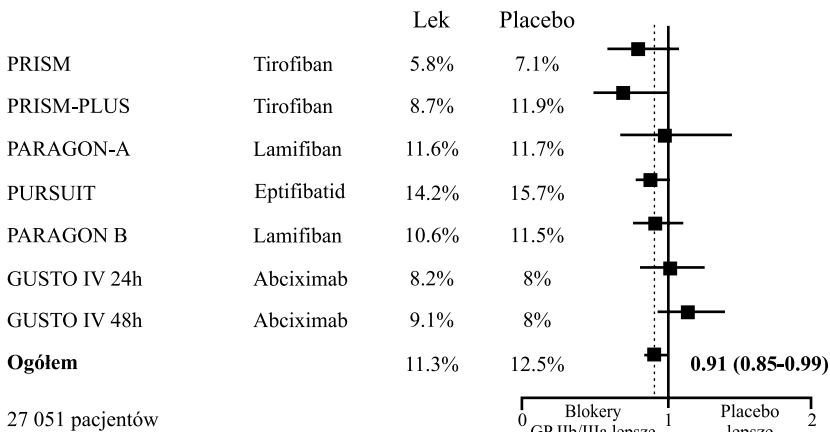 Lek Placebo
PRISM Tirofiban 5.8% 7.1%
PRISM-PLUS Tirofiban 8.7% 11.9%
PARAGON-A Lamifiban 11.6% 11.7%
PURSUIT Eptifibatid 14.2% 15.7%
PARAGON B Lamifiban 10.6% 11.5%
GUSTO IV 24h Abciximab 8.2% 8%
GUSTO IV 48h Abciximab 9.1% 8%
Ogółem 11.3% 12.5% 0.91 (0.85-0.99)
27 051 pacjentów
0 Blokery 1 Placebo 2
GP IIb/IIIa lepsze lepsze